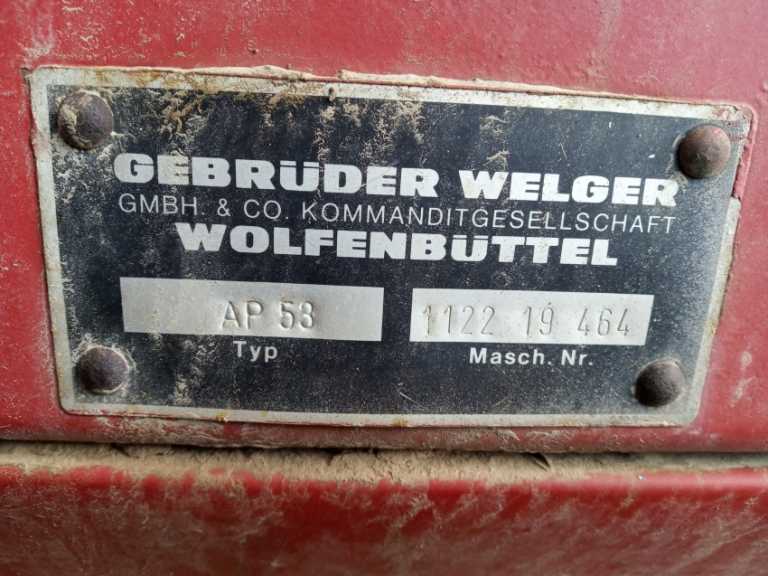 GEBRÜDER WELGER
GMBH. & CO. KOMMANDITGESELLSCHAFT
WOLFENBÜTTEL
AP 53 1122 19 464
Typ Masch. Nr.